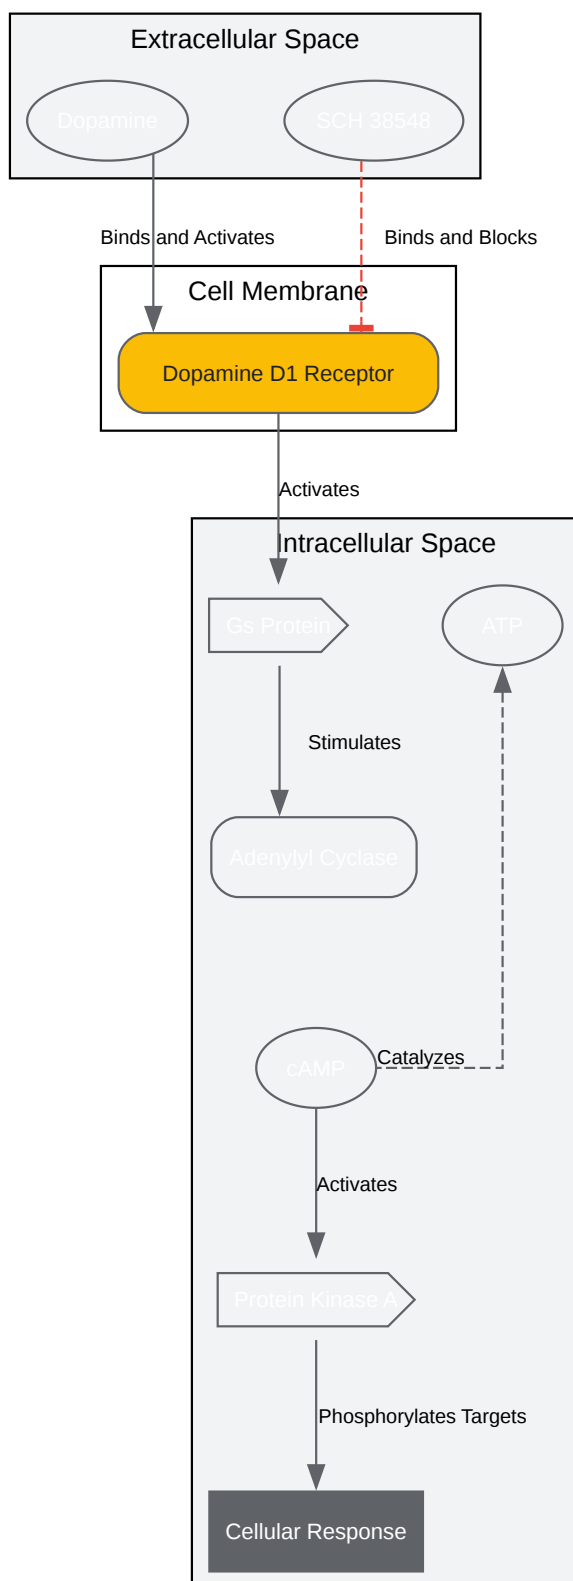 Extracellular Space
Dopamine
SCH 38548
Binds and Activates
Binds and Blocks
Cell Membrane
Dopamine D1 Receptor
Activates
Intracellular Space
Gs Protein
ATP
Stimulates
Adenylyl Cyclase
cAMP
Catalyzes
Activates
Protein Kinase A
Phosphorylates Targets
Cellular Response